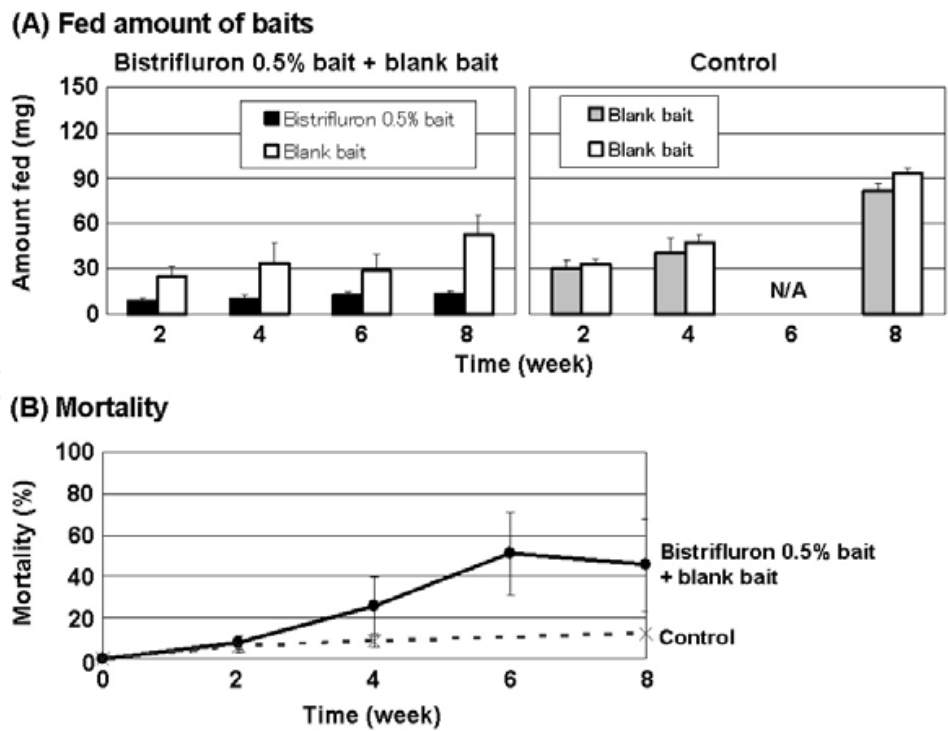 (A) Fed amount of baits
Bistrifluron 0.5% bait + blank bait
Control
150
120
90
60
30
0
Amount fed (mg)
Bistrifluron 0.5% bait
Blank bait
Blank bait
Blank bait
N/A
2 4 6 8 2 4 6 8
Time (week)
(B) Mortality
100
80
60
40
20
0
Mortality (%)
Bistrifluron 0.5% bait
+ blank bait
Control
0 2 4 6 8
Time (week)